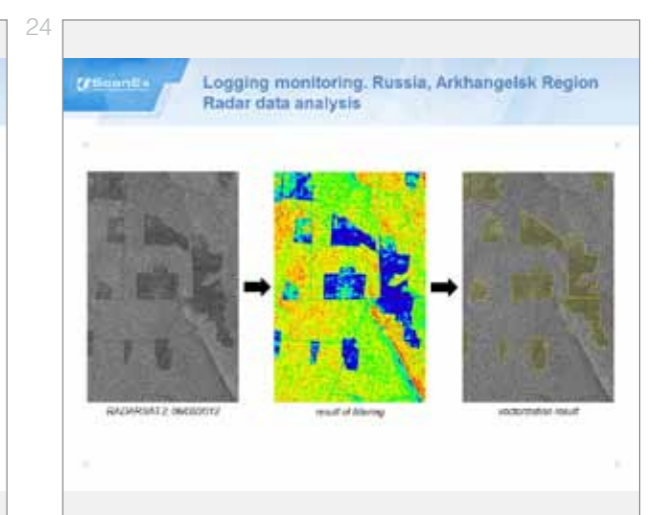 24
ScanEx
Logging monitoring. Russia, Arkhangelsk Region
Radar data analysis
result of filtering
vectorization result